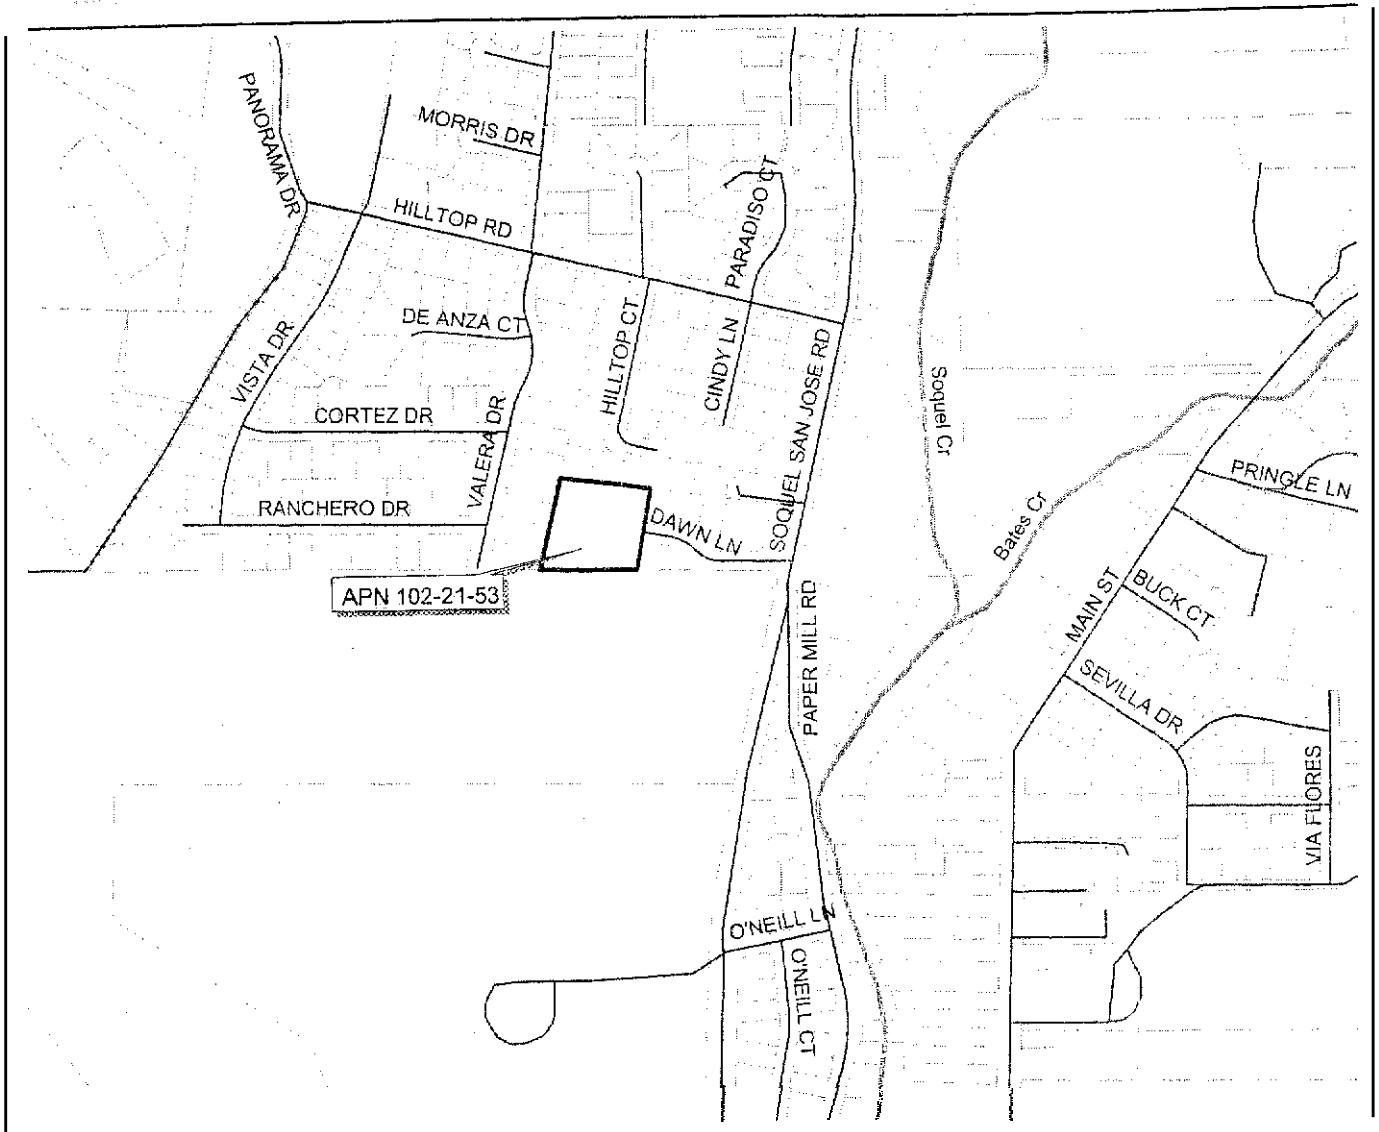 PANORAMA DR
MORRIS DR
HILLTOP RD
PARADISO CT
DE ANZA CT
VISTA DR
HILLTOP CT
CINDY LN
SOQUEL SAN JOSE RD
Soquel Cr
CORTEZ DR
VALERA DR
RANCHERO DR
DAWN LN
PRINGLE LN
Bates Cr
APN 102-21-53
MAIN ST
BUCK CT
PAPER MILL RD
SEVILLA DR
VIA FLORES
O'NEILL LN
O'NEILL CT